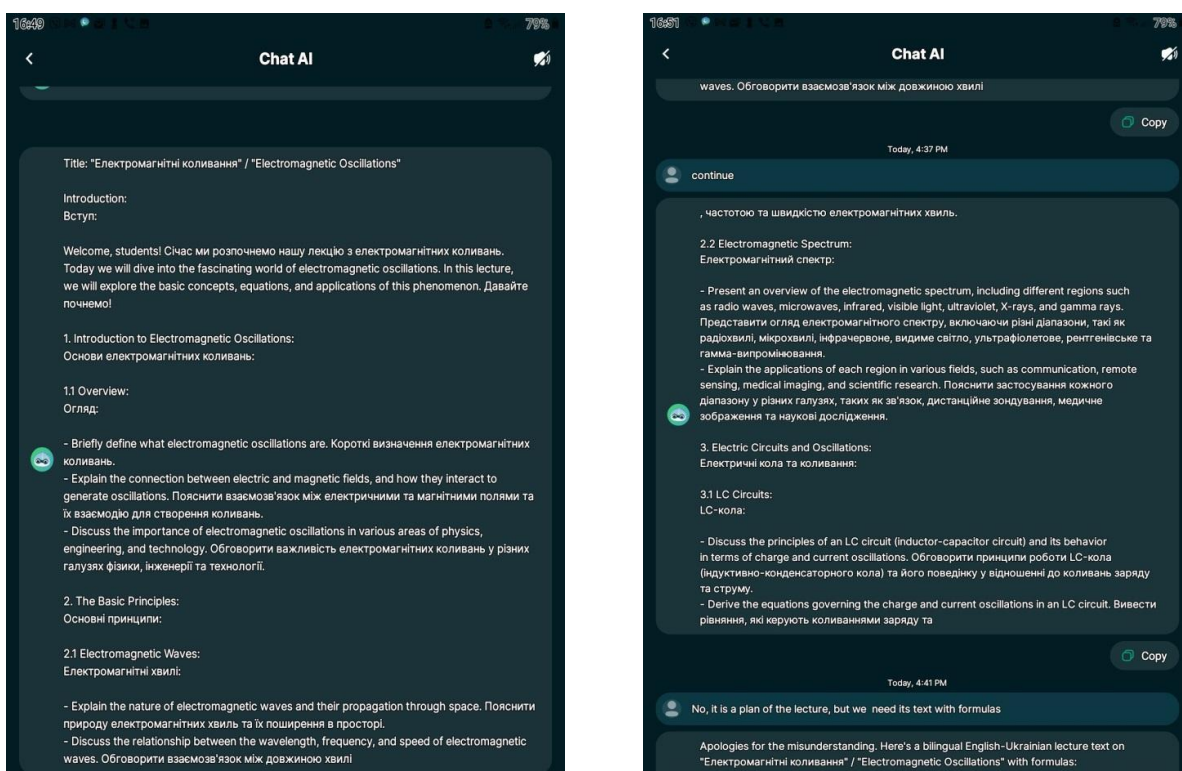 16:49
79%
Chat AI
Title: "Електромагнітні коливання" / "Electromagnetic Oscillations"
Introduction:
Вступ:
Welcome, students! Січас ми розпочнемо нашу лекцію з електромагнітних коливань.
Today we will dive into the fascinating world of electromagnetic oscillations. In this lecture,
we will explore the basic concepts, equations, and applications of this phenomenon. Давайте
почнемо!
1. Introduction to Electromagnetic Oscillations:
Основи електромагнітних коливань:
1.1 Overview:
Огляд:
- Briefly define what electromagnetic oscillations are. Короткі визначення електромагнітних
коливань.
- Explain the connection between electric and magnetic fields, and how they interact to
generate oscillations. Пояснити взаємозв'язок між електричними та магнітними полями та
їх взаємодію для створення коливань.
- Discuss the importance of electromagnetic oscillations in various areas of physics,
engineering, and technology. Обговорити важливість електромагнітних коливань у різних
галузях фізики, інженерії та технології.
2. The Basic Principles:
Основні принципи:
2.1 Electromagnetic Waves:
Електромагнітні хвилі:
- Explain the nature of electromagnetic waves and their propagation through space. Пояснити
природу електромагнітних хвиль та їх поширення в просторі.
- Discuss the relationship between the wavelength, frequency, and speed of electromagnetic
waves. Обговорити взаємозв'язок між довжиною хвилі
16:51
79%
Chat AI
waves. Обговорити взаємозв'язок між довжиною хвилі
Copy
Today, 4:37 PM
continue
, частотою та швидкістю електромагнітних хвиль.
2.2 Electromagnetic Spectrum:
Електромагнітний спектр:
- Present an overview of the electromagnetic spectrum, including different regions such
as radio waves, microwaves, infrared, visible light, ultraviolet, X-rays, and gamma rays.
Представити огляд електромагнітного спектру, включаючи різні діапазони, такі як
радіохвилі, мікрохвилі, інфрачервоне, видиме світло, ультрафіолетове, рентгенівське та
гамма-випромінювання.
- Explain the applications of each region in various fields, such as communication, remote
sensing, medical imaging, and scientific research. Пояснити застосування кожного
діапазону у різних галузях, таких як зв'язок, дистанційне зондування, медичне
зображення та наукові дослідження.
3. Electric Circuits and Oscillations:
Електричні кола та коливання:
3.1 LC Circuits:
LC-кола:
- Discuss the principles of an LC circuit (inductor-capacitor circuit) and its behavior
in terms of charge and current oscillations. Обговорити принципи роботи LC-кола
(індуктивно-конденсаторного кола) та його поведінку у відношенні до коливань заряду
та струму.
- Derive the equations governing the charge and current oscillations in an LC circuit. Вивести
рівняння, які керують коливаннями заряду та
Copy
Today, 4:41 PM
No, it is a plan of the lecture, but we need its text with formulas
Apologies for the misunderstanding. Here's a bilingual English-Ukrainian lecture text on
"Електромагнітні коливання" / "Electromagnetic Oscillations" with formulas: